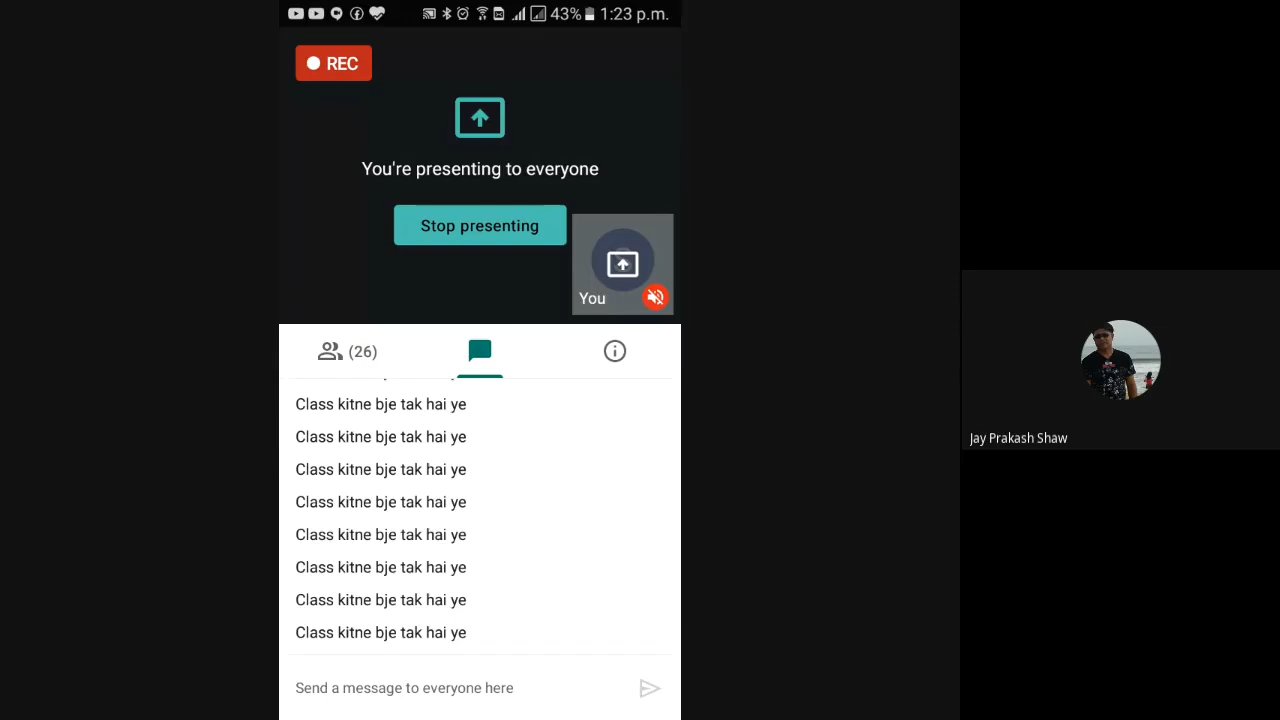 43% 1:23 p.m.
REC
You're presenting to everyone
Stop presenting
You
(26)
Class kitne bje tak hai ye
Class kitne bje tak hai ye
Class kitne bje tak hai ye
Class kitne bje tak hai ye
Class kitne bje tak hai ye
Class kitne bje tak hai ye
Class kitne bje tak hai ye
Class kitne bje tak hai ye
Send a message to everyone here
Jay Prakash Shaw